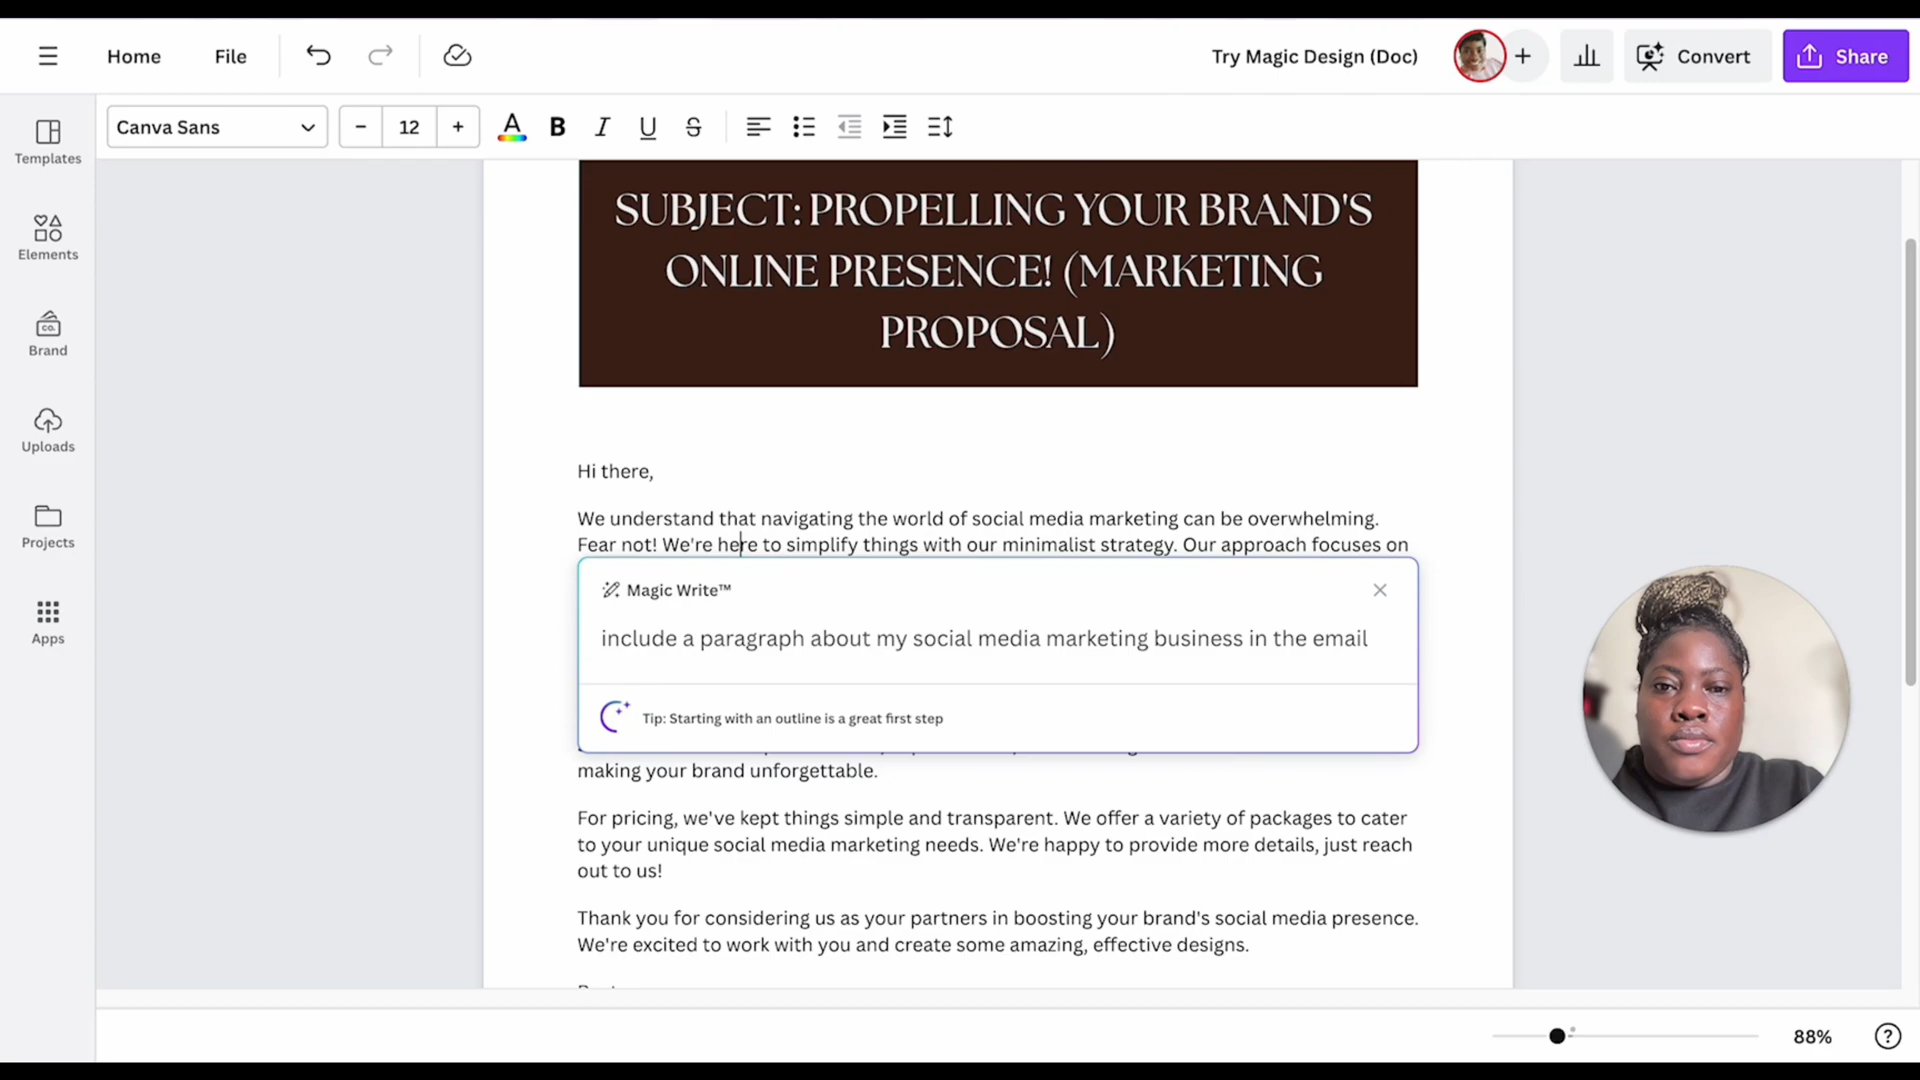 Home File Try Magic Design (Doc) Convert Share
Canva Sans 12 A B I U S
Templates
Elements
Brand
CO.
Uploads
Projects
Apps
SUBJECT: PROPELLING YOUR BRAND'S
ONLINE PRESENCE! (MARKETING
PROPOSAL)
Hi there,
We understand that navigating the world of social media marketing can be overwhelming.
Fear not! We're here to simplify things with our minimalist strategy. Our approach focuses on
Magic Write™
include a paragraph about my social media marketing business in the email
Tip: Starting with an outline is a great first step
making your brand unforgettable.
For pricing, we've kept things simple and transparent. We offer a variety of packages to cater
to your unique social media marketing needs. We're happy to provide more details, just reach
out to us!
Thank you for considering us as your partners in boosting your brand's social media presence.
We're excited to work with you and create some amazing, effective designs.
88%